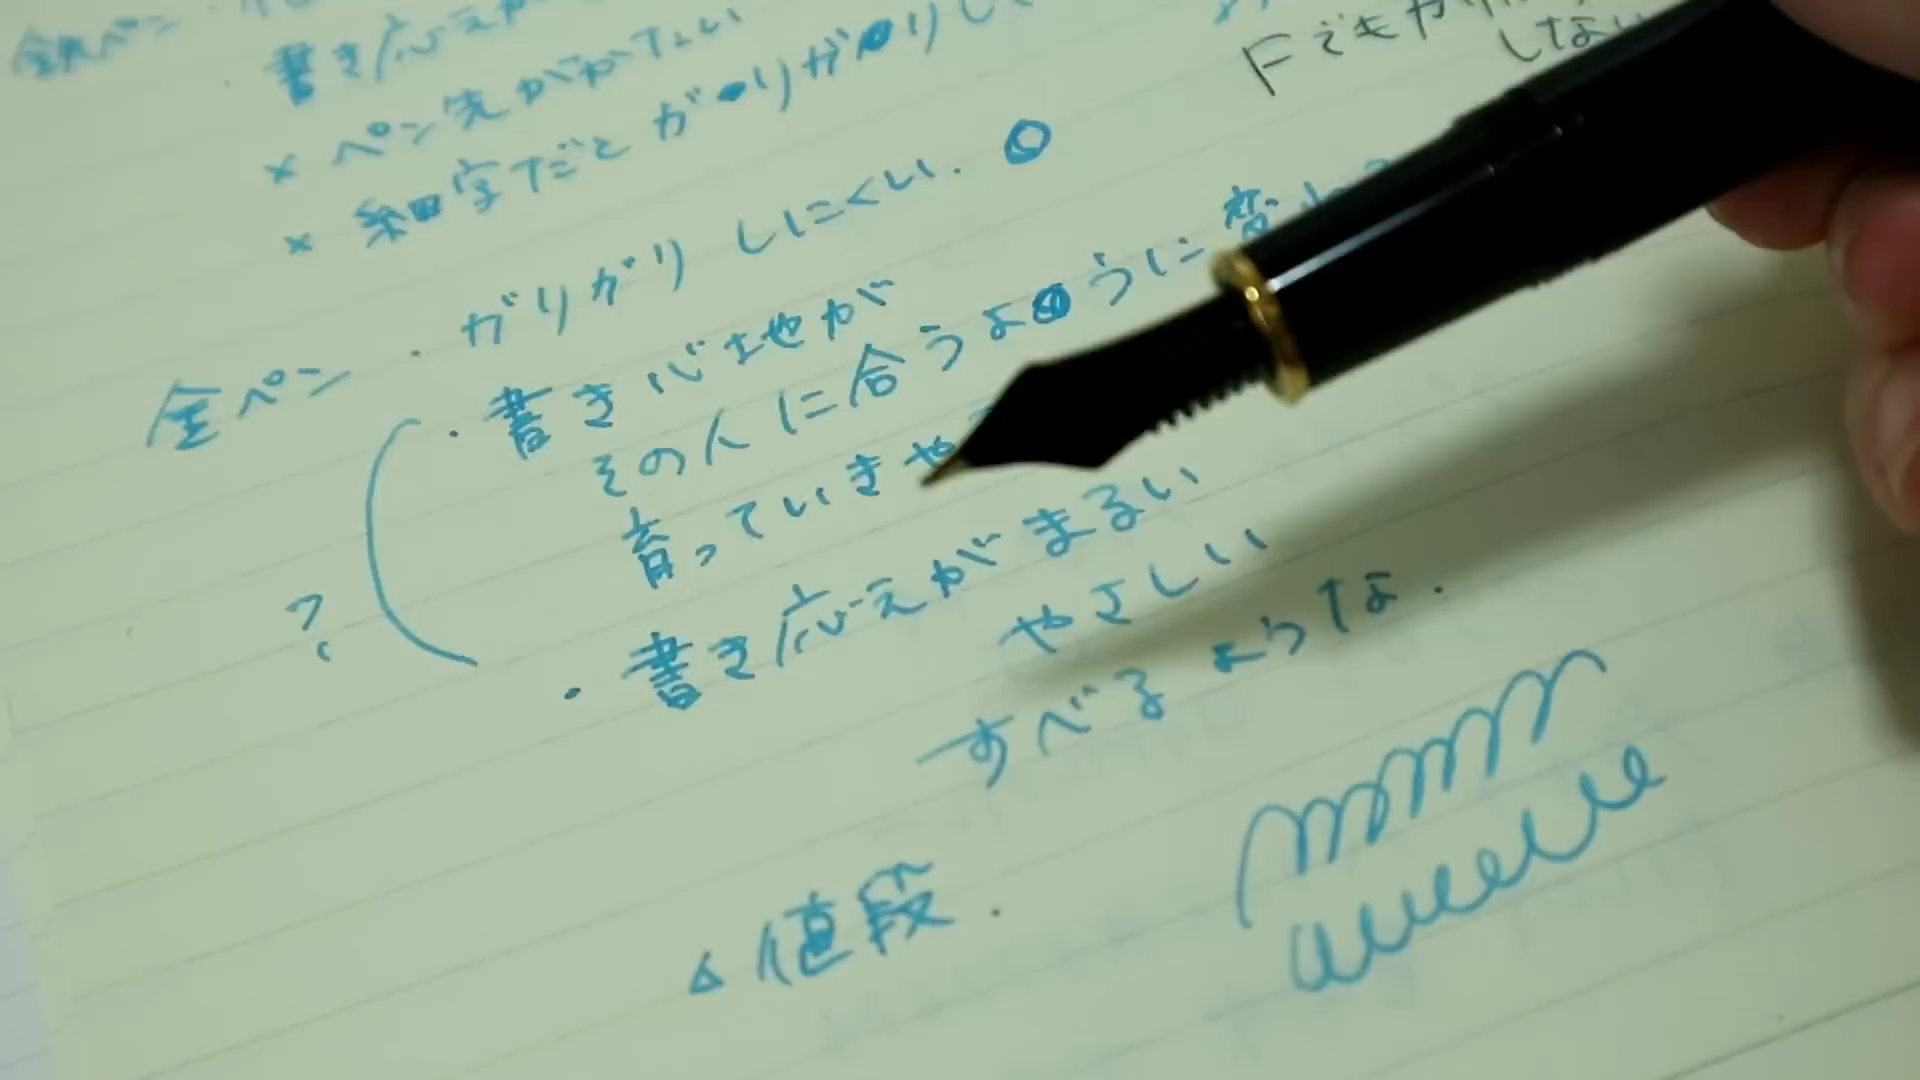 鉄ペン
書き応え
× ペン先がかたい
× 細字だとガリガリし
Fでもガリ
しない
金ペン ・ ガリガリしにくい. ◎
・書き心地が
その人に合うように変
育っていきや
?
・書き応えがまるい
やさしい
すべるような.
△ 値段.